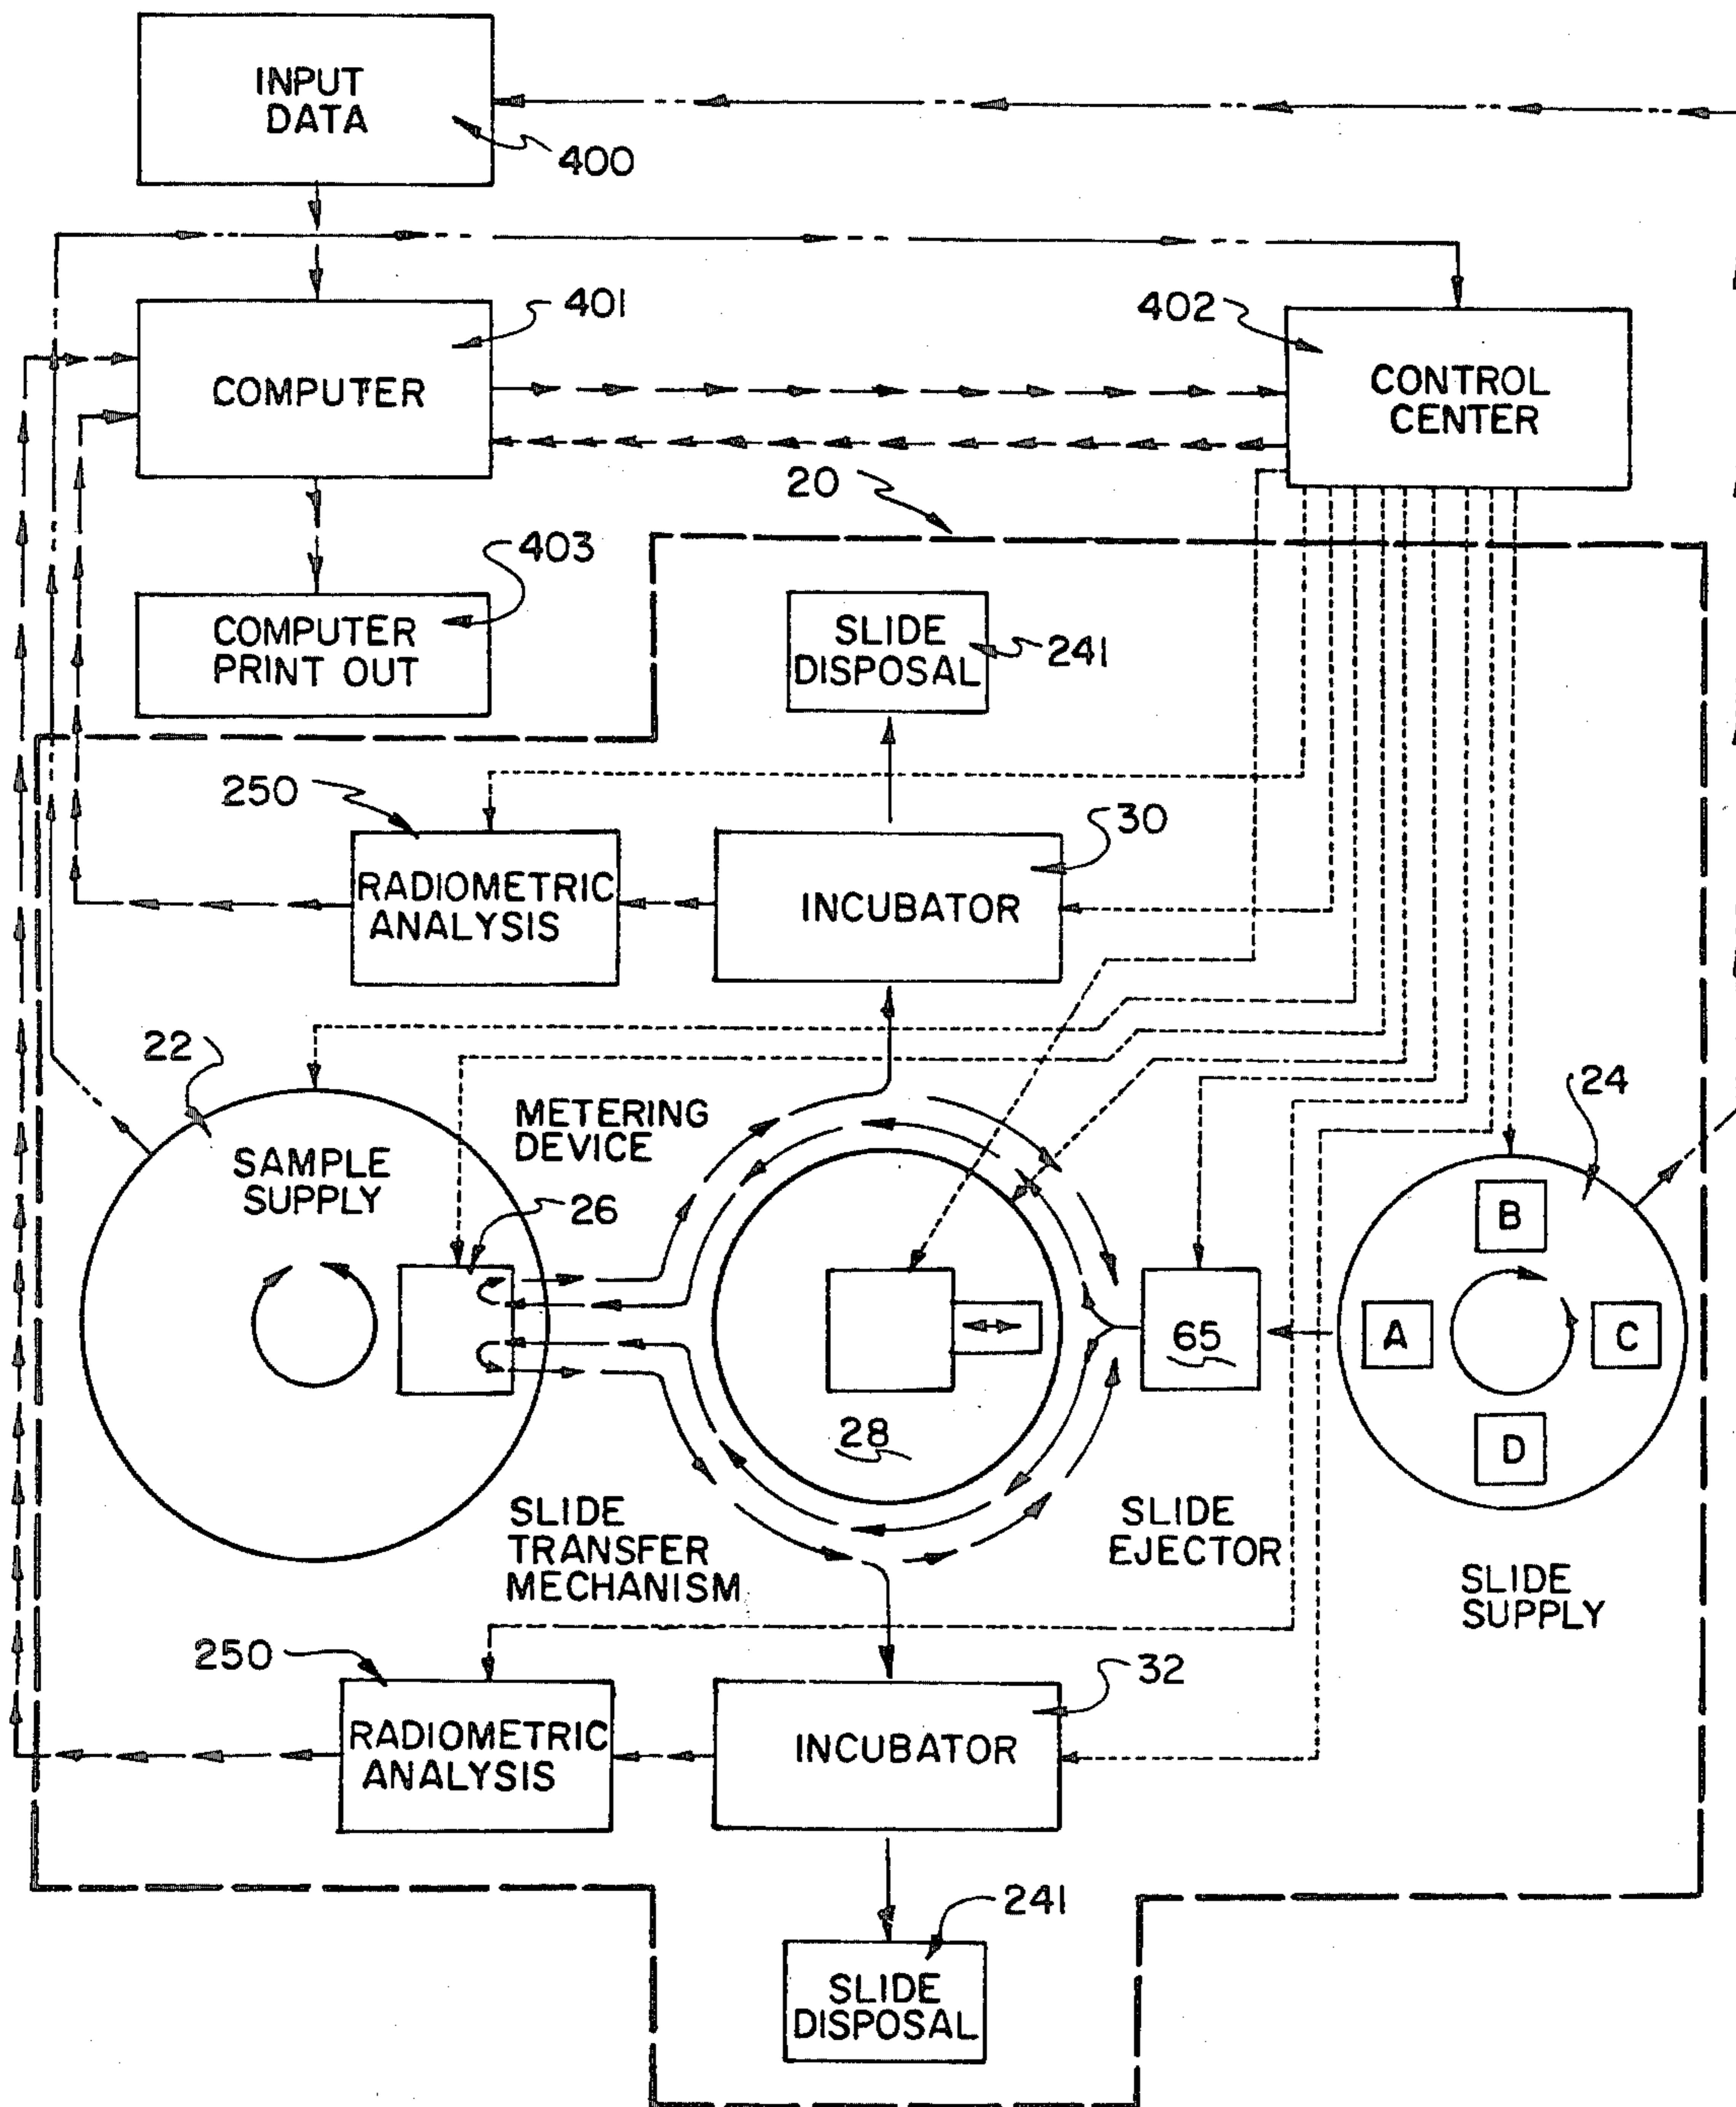 INPUT
DATA
400
401
402
COMPUTER
CONTROL
CENTER
20
403
COMPUTER
PRINT OUT
SLIDE
DISPOSAL
241
250
30
RADIOMETRIC
ANALYSIS
INCUBATOR
22
24
METERING
DEVICE
SAMPLE
SUPPLY
26
B
A
C
D
65
28
SLIDE
TRANSFER
MECHANISM
SLIDE
EJECTOR
SLIDE
SUPPLY
250
32
RADIOMETRIC
ANALYSIS
INCUBATOR
241
SLIDE
DISPOSAL